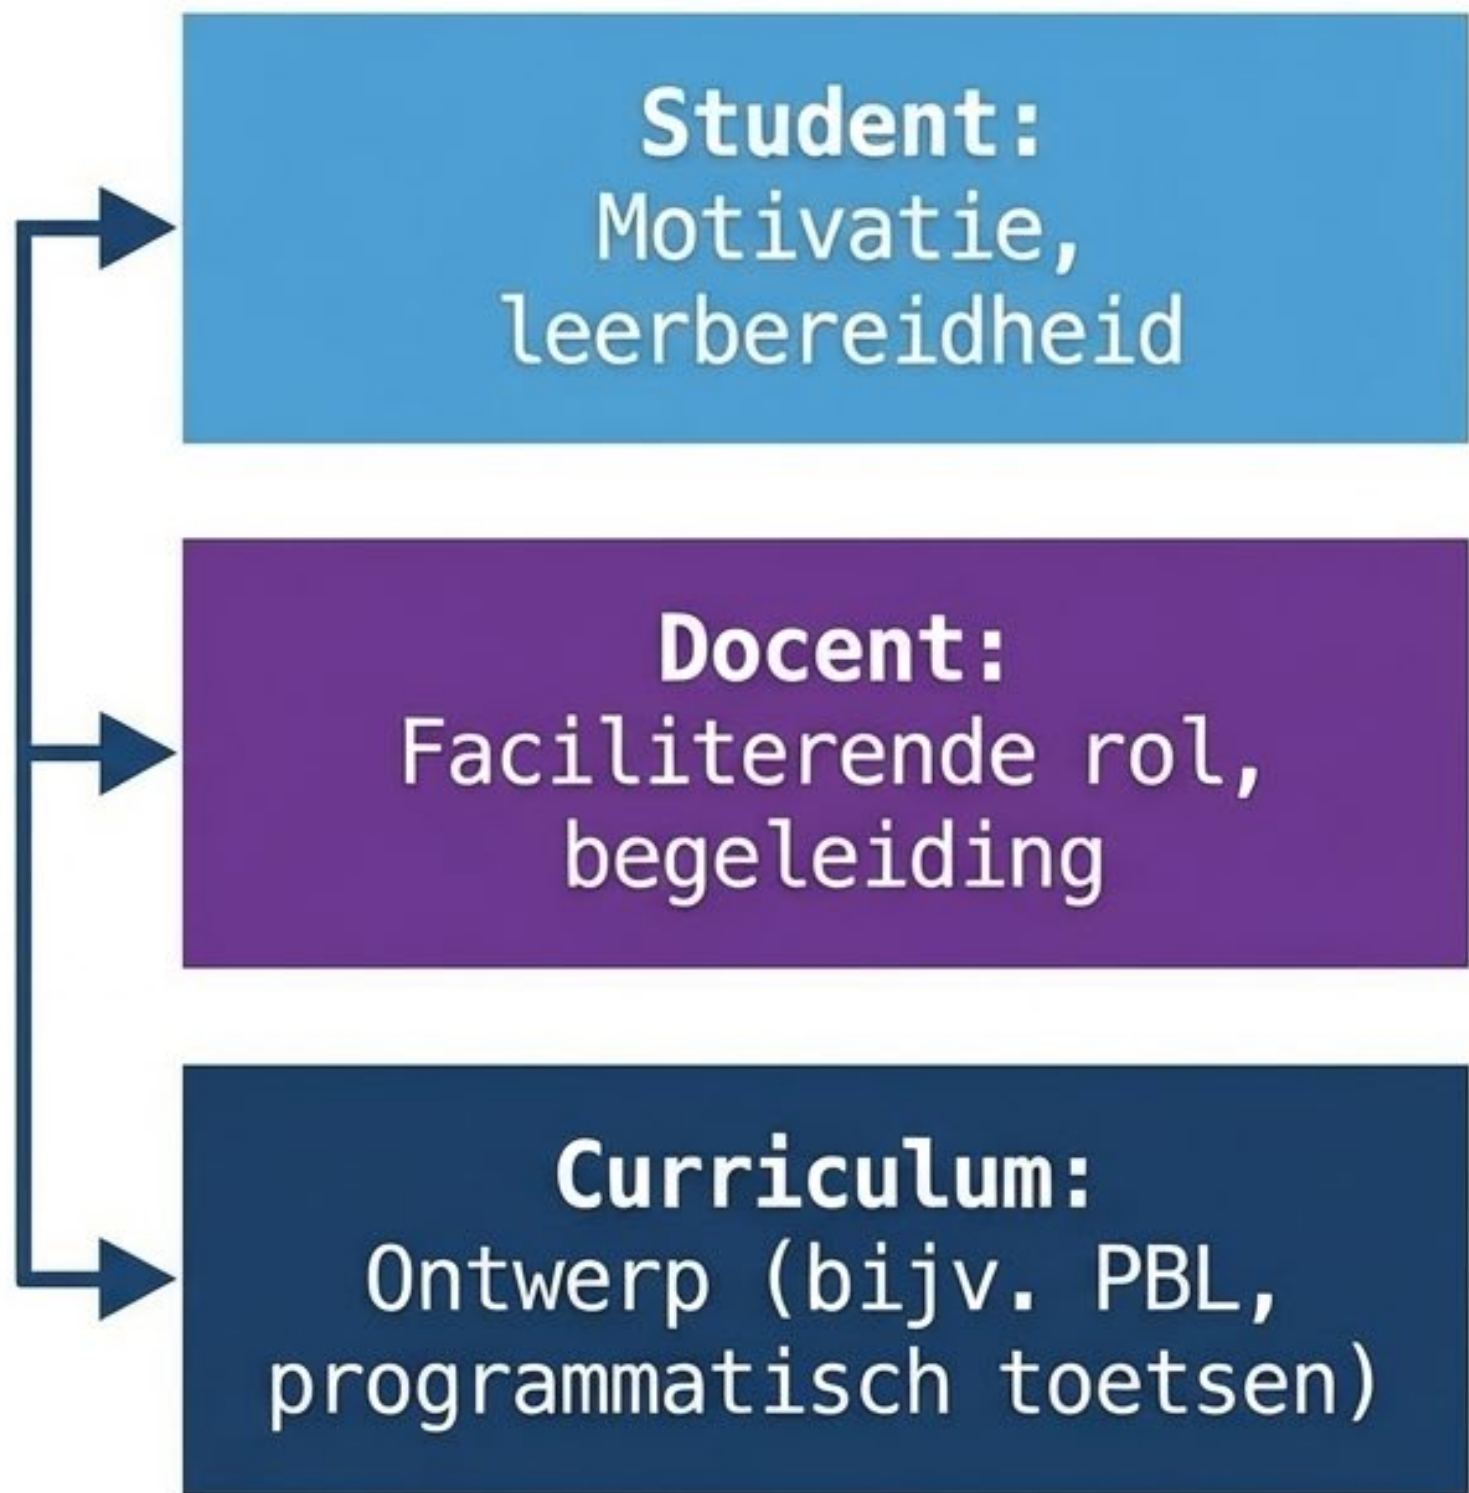 Student:
Motivatie,
leerbereidheid
Docent:
Faciliterende rol,
begeleiding
Curriculum:
Ontwerp (bijv. PBL,
programmatisch toetsen)